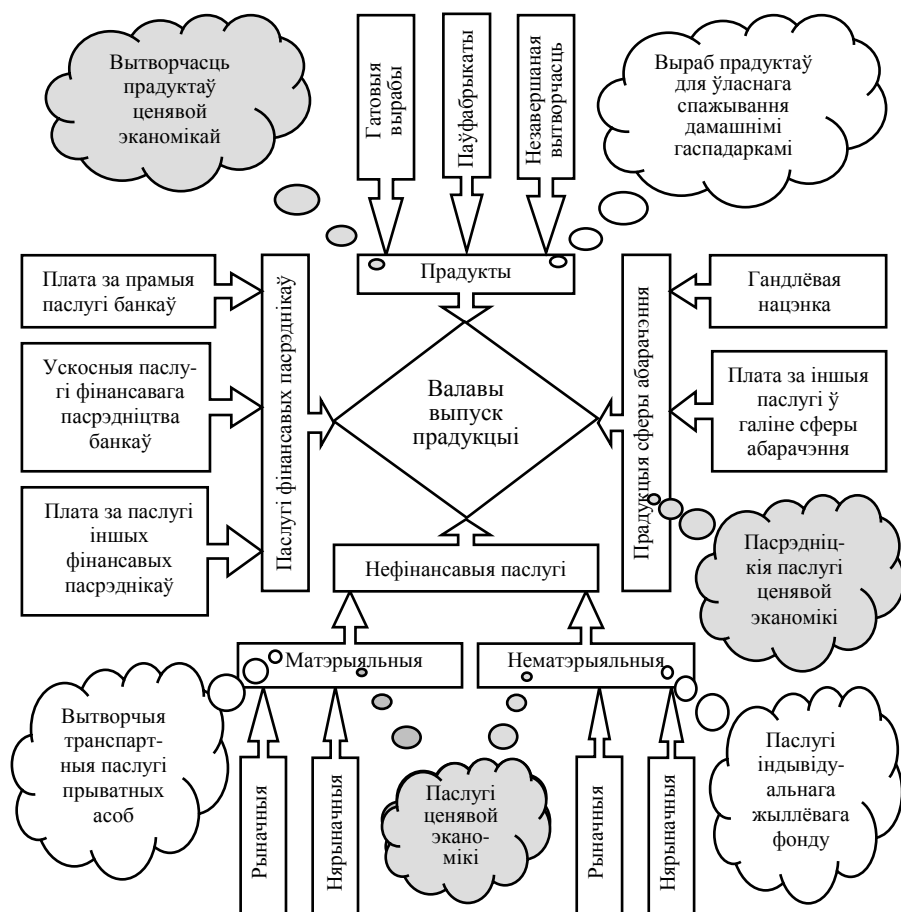 Вытворчасць
прадуктаў
ценявой
эканомікай
Гатовыя
вырабы
Паўфабрыкаты
Незавершаная
вытворчасць
Выраб прадуктаў
для ўласнага
спажывання
дамашнімі
гаспадаркамі
Прадукты
Плата за прамыя
паслугі банкаў
Ускосныя паслу-
гі фінансавага
пасрэдніцтва
банкаў
Плата за паслугі
іншых
фінансавых
пасрэднікаў
Паслугі фінансавых пасрэднікаў
Валавы
выпуск
прадукцыі
Прадукцыя сферы абарачэння
Гандлёвая
нацэнка
Плата за іншыя
паслугі ў
галіне сферы
абарачэння
Пасрэдніц-
кія паслугі
ценявой
эканомікі
Нефінансавыя паслугі
Матэрыяльныя
Нематэрыяльныя
Вытворчыя
транспарт-
ныя паслугі
прыватных
асоб
Рыначныя
Нярыначныя
Паслугі
ценявой
экано-
мікі
Рыначныя
Нярыначныя
Паслугі
індывіду-
альнага
жыллёвага
фонду